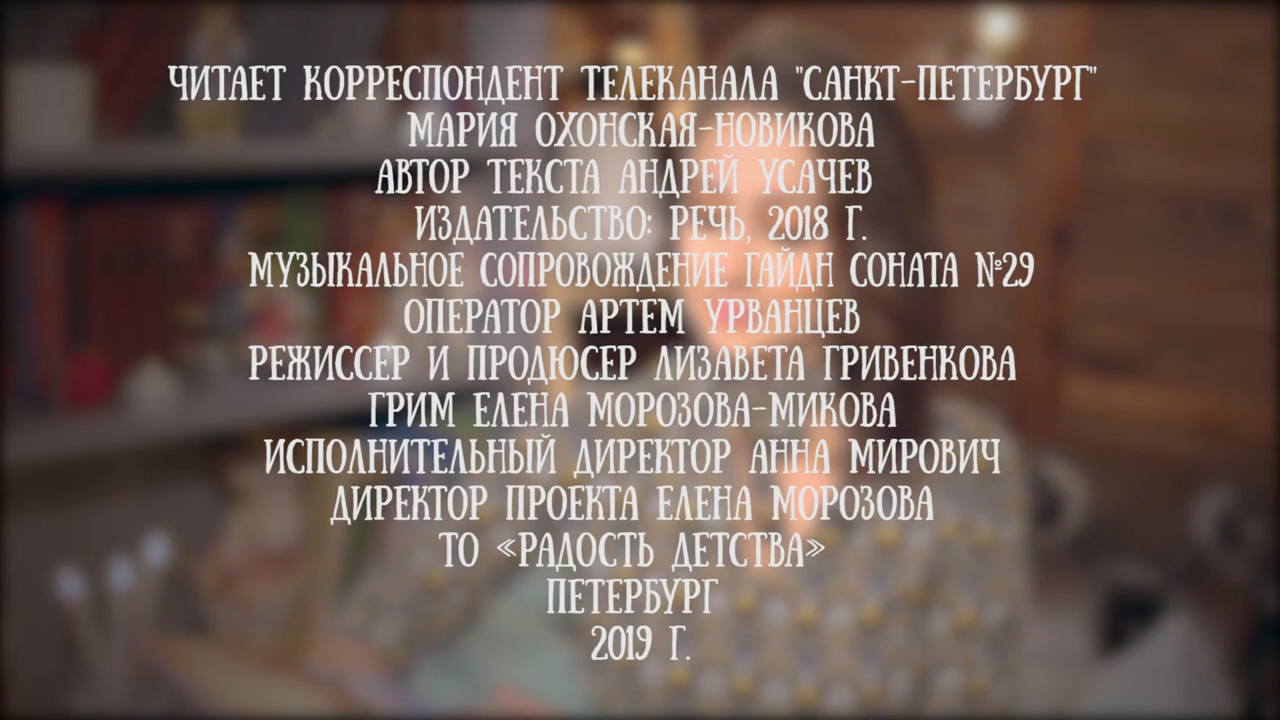 ЧИТАЕТ КОРРЕСПОНДЕНТ ТЕЛЕКАНАЛА "САНКТ-ПЕТЕРБУРГ"
МАРИЯ ОХОНСКАЯ-НОВИКОВА
АВТОР ТЕКСТА АНДРЕЙ УСАЧЕВ
ИЗДАТЕЛЬСТВО: РЕЧЬ, 2018 Г.
МУЗЫКАЛЬНОЕ СОПРОВОЖДЕНИЕ ГАЙДН СОНАТА №29
ОПЕРАТОР АРТЕМ УРВАНЦЕВ
РЕЖИССЕР И ПРОДЮСЕР ЛИЗАВЕТА ГРИВЕНКОВА
ГРИМ ЕЛЕНА МОРОЗОВА-МИКОВА
ИСПОЛНИТЕЛЬНЫЙ ДИРЕКТОР АННА МИРОВИЧ
ДИРЕКТОР ПРОЕКТА ЕЛЕНА МОРОЗОВА
ТО «РАДОСТЬ ДЕТСТВА»
ПЕТЕРБУРГ
2019 Г.